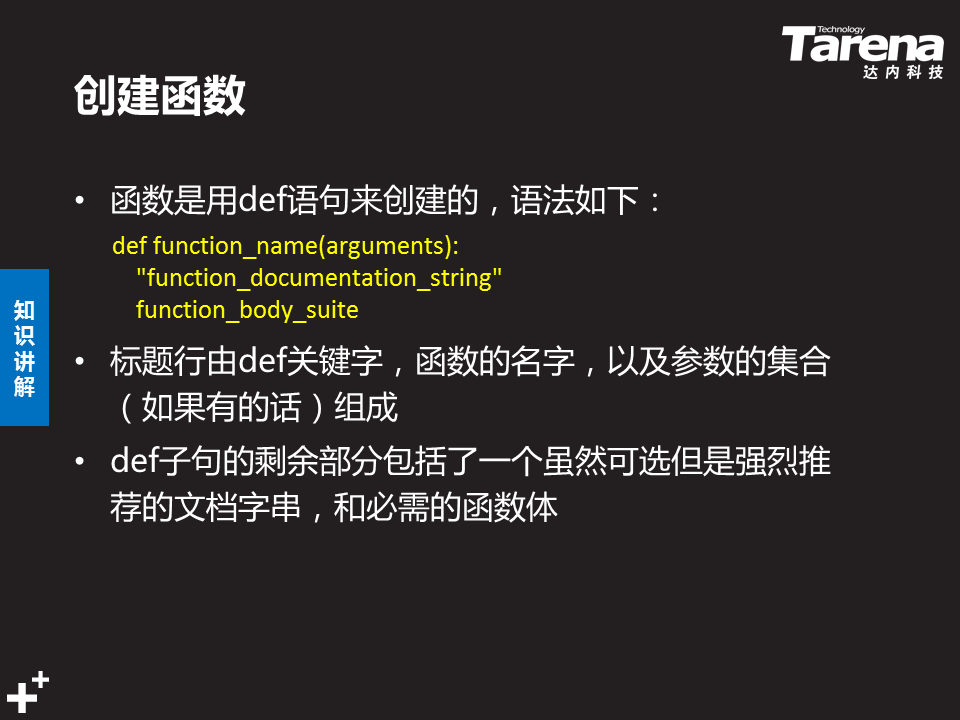 Technology
Tarena
达内科技
创建函数
• 函数是用def语句来创建的，语法如下：
def function_name(arguments):
"function_documentation_string"
function_body_suite
• 标题行由def关键字，函数的名字，以及参数的集合
（如果有的话）组成
• def子句的剩余部分包括了一个虽然可选但是强烈推
荐的文档字串，和必需的函数体
知
识
讲
解